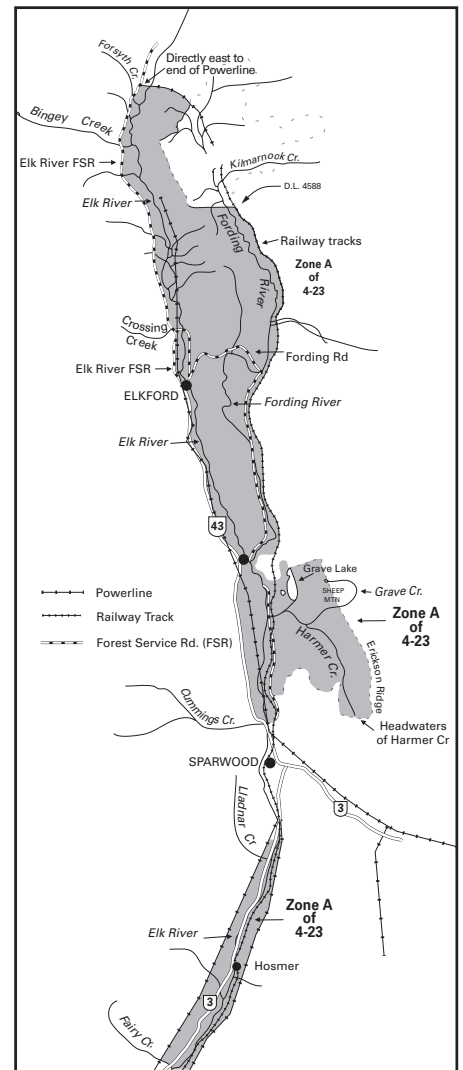 Forsyth Cr.
Directly east to
end of Powerline
Bingey Creek
Elk River FSR
Kilmarnock Cr.
D.L. 4588
Elk River
Fording
River
Railway tracks
Zone A
of
4-23
Crossing
Creek
Fording Rd
Elk River FSR
ELKFORD
Fording River
Elk River
43
Grave Lake
SHEEP
MTN
Grave Cr.
Powerline
Railway Track
Forest Service Rd. (FSR)
Zone A
of
4-23
Harmer Cr.
Erickson Ridge
Headwaters
of Harmer Cr
Cummings Cr.
SPARWOOD
Lladnar Cr
3
Zone A
of
4-23
Elk River
Hosmer
3
Fairy Cr.